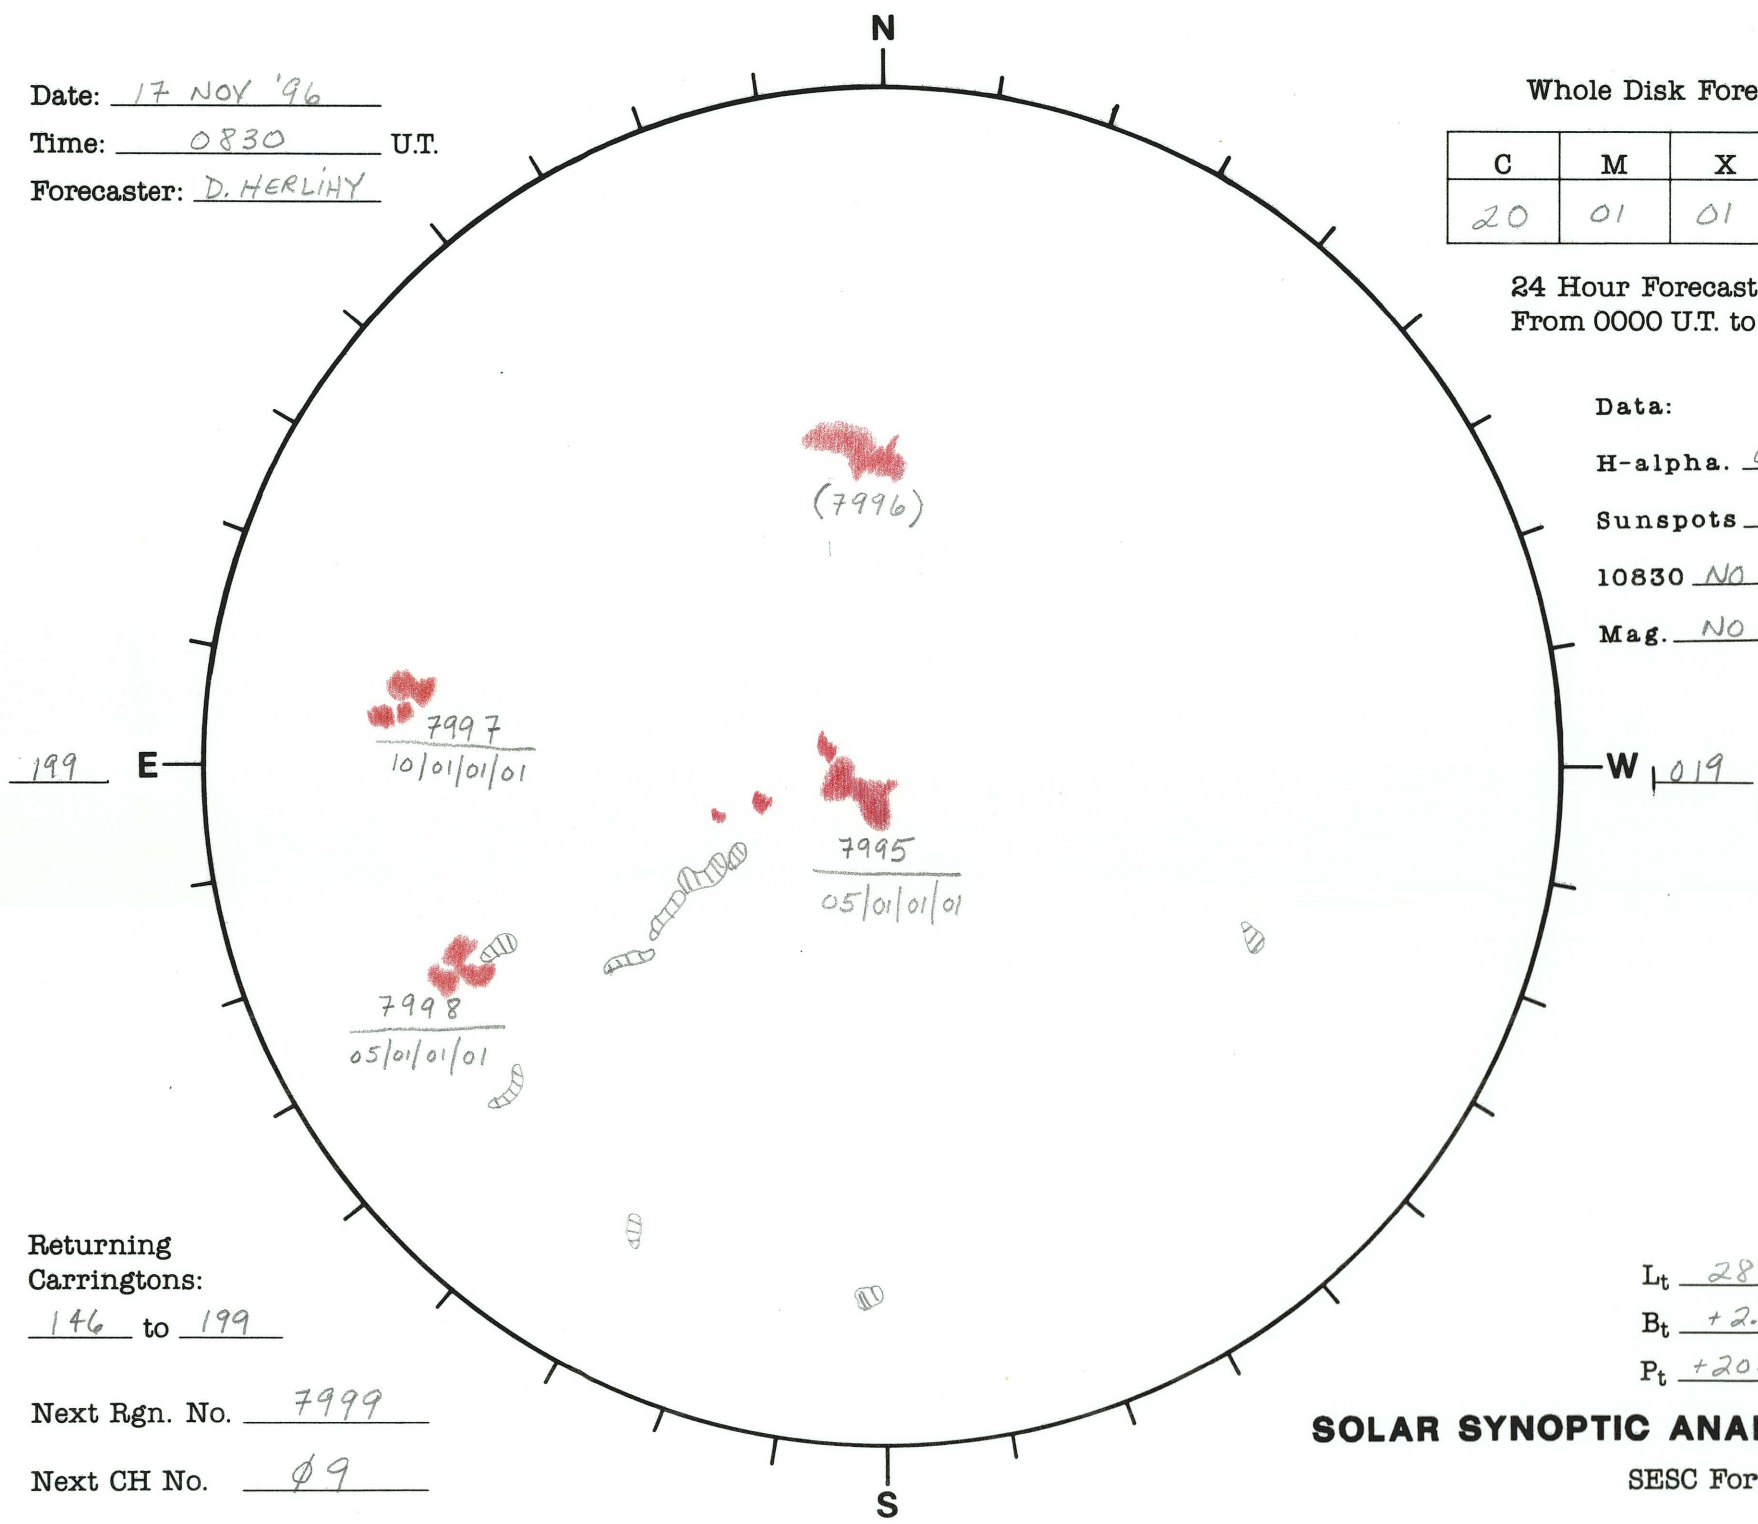 N
Date: 17 NOV '96
Time: 0830 U.T.
Forecaster: D. HERLIHY
Whole Disk Fore
C M X
20 01 01
24 Hour Forecast
From 0000 U.T. to
Data:
H-alpha.
Sunspots
10830 NO
Mag. NO
(7996)
7997
10/01/01/01
199 E
W 019
7995
05/01/01/01
7998
05/01/01/01
Returning
Carringtons:
146 to 199
Next Rgn. No. 7999
Next CH No. Ø9
Lt 28
Bt +2.
Pt +20
SOLAR SYNOPTIC ANA
SESC For
S